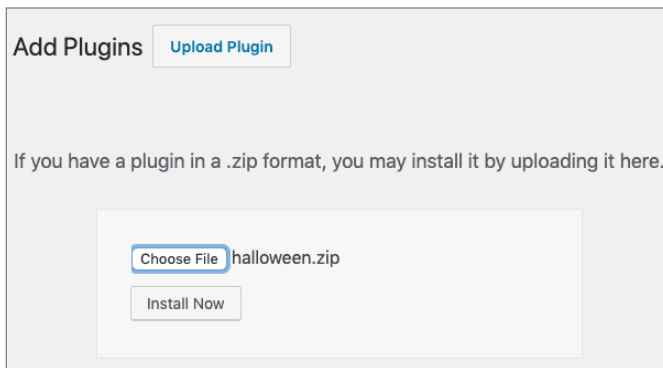 Add Plugins Upload Plugin
If you have a plugin in a .zip format, you may install it by uploading it here.
Choose File halloween.zip
Install Now